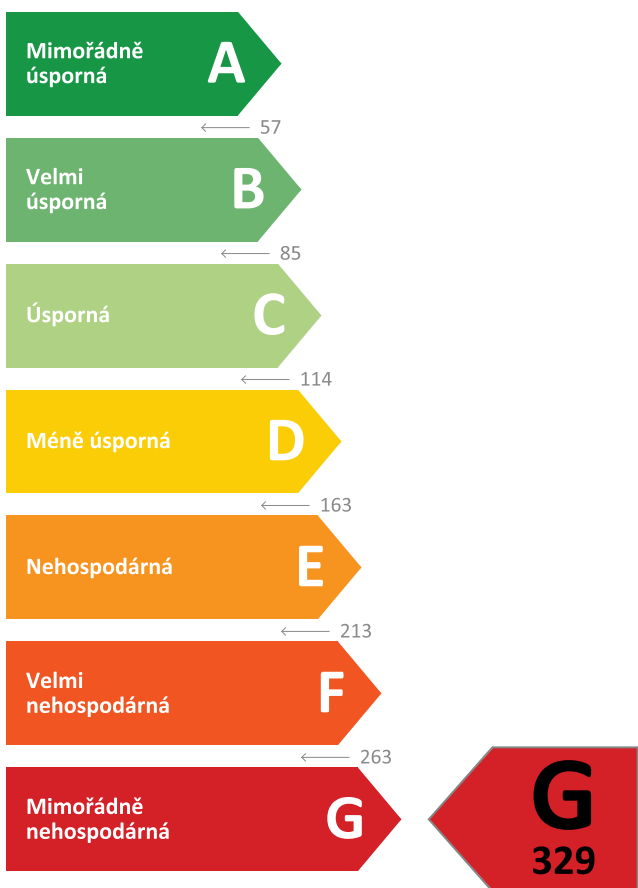 Mimořádně
úsporná
A
57
Velmi
úsporná
B
85
Úsporná
C
114
Méně úsporná
D
163
Nehospodárná
E
213
Velmi
nehospodárná
F
263
Mimořádně
nehospodárná
G
G
329